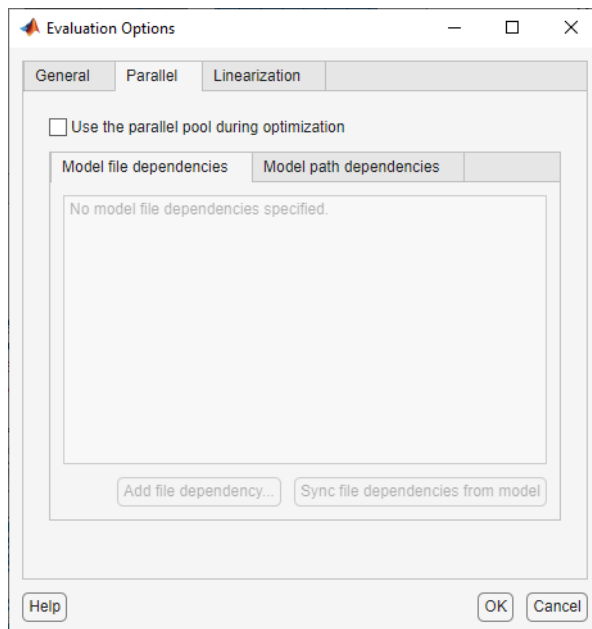 Evaluation Options
General Parallel Linearization
Use the parallel pool during optimization
Model file dependencies Model path dependencies
No model file dependencies specified.
Add file dependency... Sync file dependencies from model
Help OK Cancel